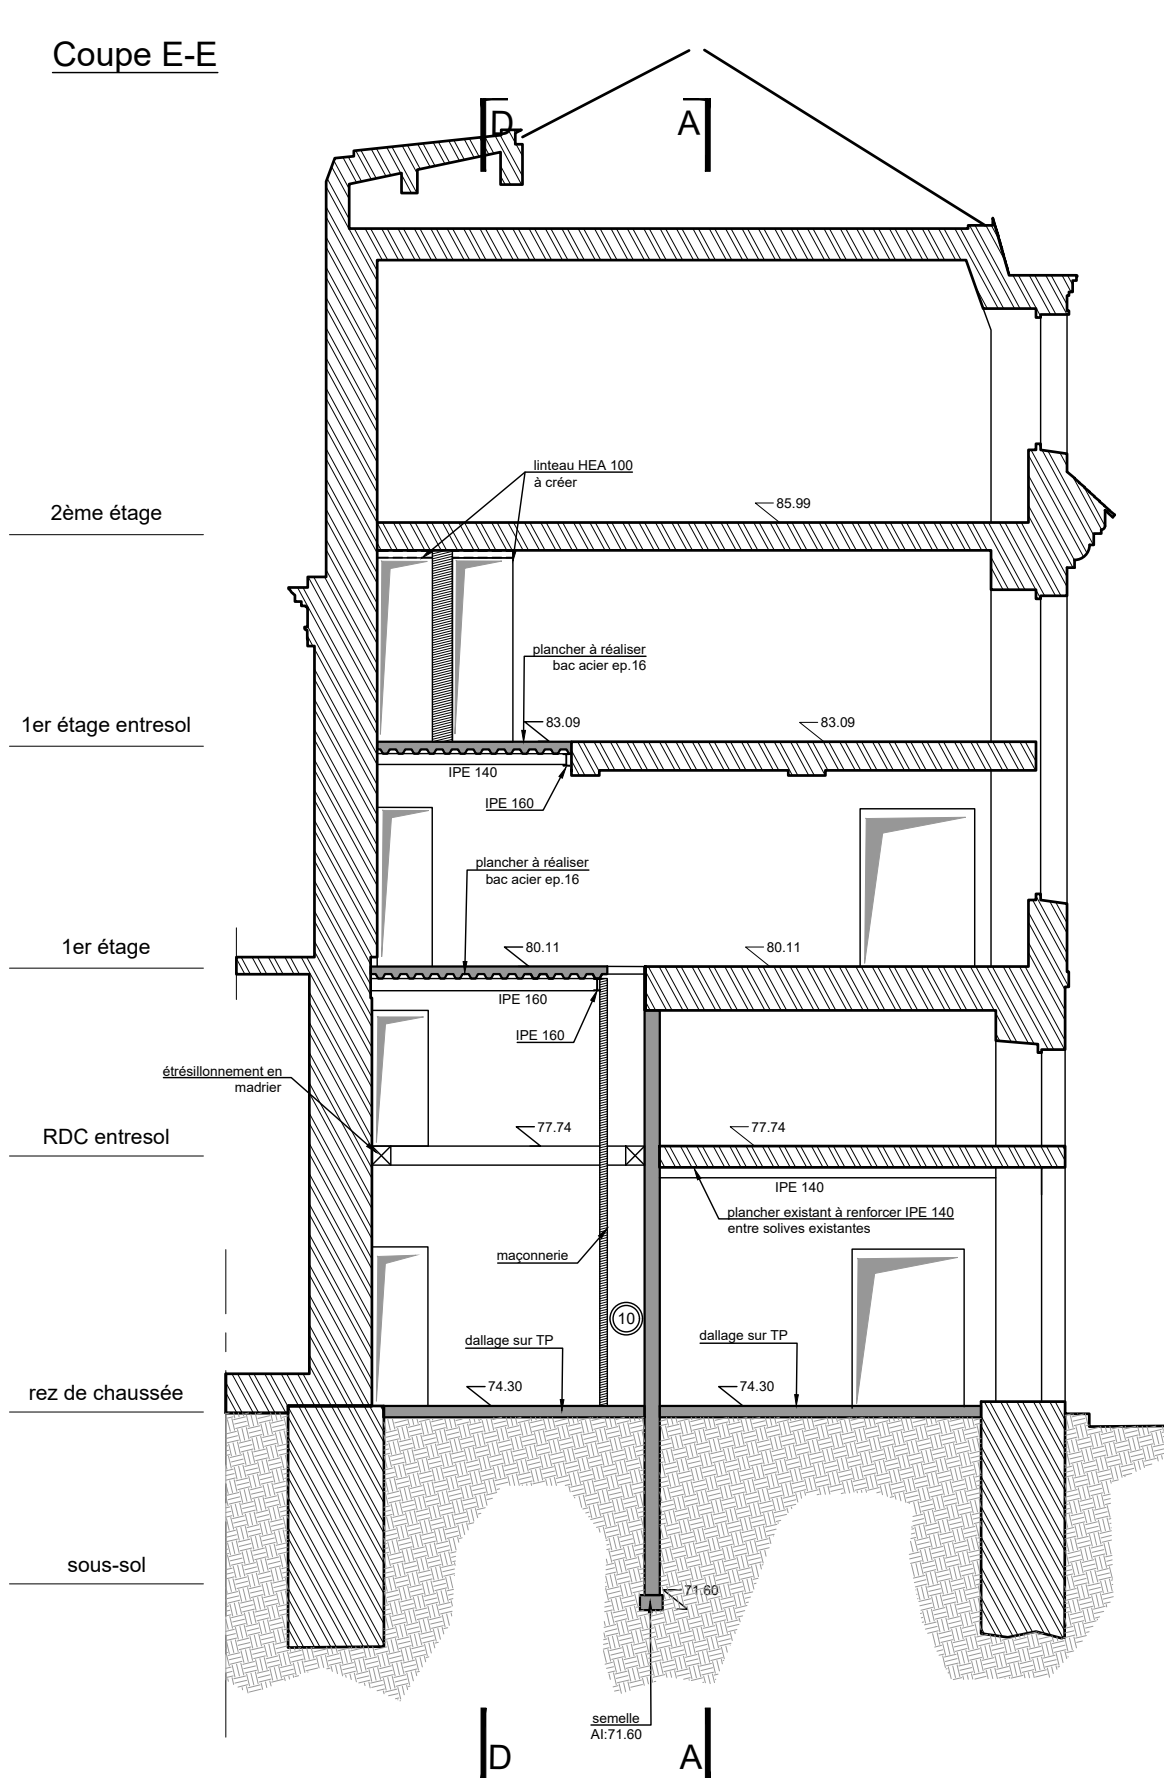 Coupe E-E
D
A
linteau HEA 100
à créer
85.99
2ème étage
plancher à réaliser
bac acier ep.16
83.09
83.09
1er étage entresol
IPE 140
IPE 160
plancher à réaliser
bac acier ep.16
80.11
80.11
1er étage
IPE 160
IPE 160
étrésillonnement en
madrier
77.74
77.74
RDC entresol
IPE 140
plancher existant à renforcer IPE 140
entre solives existantes
maçonnerie
10
dallage sur TP
dallage sur TP
74.30
74.30
rez de chaussée
sous-sol
71.60
semelle
AI:71.60
D
A